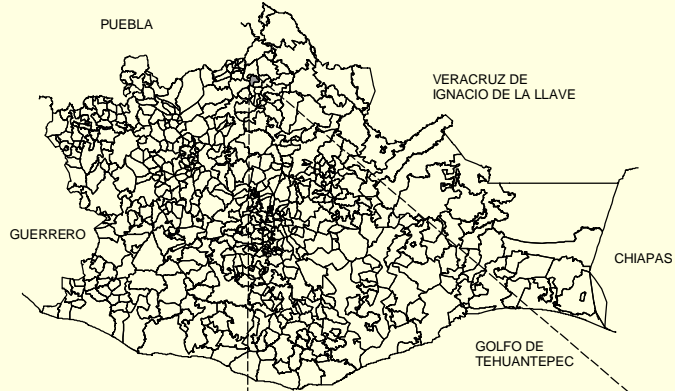 PUEBLA
VERACRUZ DE
IGNACIO DE LA LLAVE
GUERRERO
CHIAPAS
GOLFO DE
TEHUANTEPEC